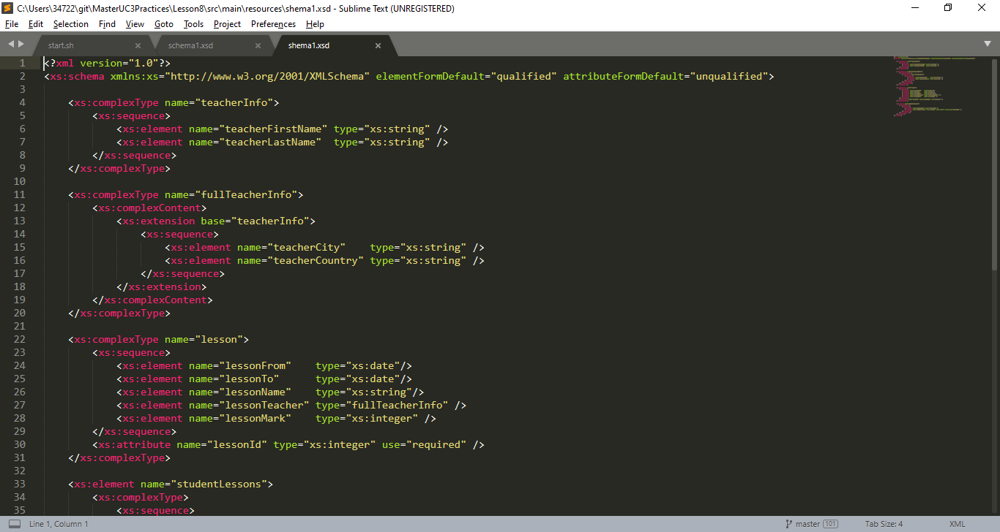 C:\Users\34722\git\MasterUC3Practices\Lesson8\src\main\resources\shema1.xsd - Sublime Text (UNREGISTERED)
File Edit Selection Find View Goto Tools Project Preferences Help
start.sh schema1.xsd shema1.xsd
1 <?xml version="1.0"?>
2 <xs:schema xmlns:xs="http://www.w3.org/2001/XMLSchema" elementFormDefault="qualified" attributeFormDefault="unqualified">
3
4     <xs:complexType name="teacherInfo">
5         <xs:sequence>
6             <xs:element name="teacherFirstName" type="xs:string" />
7             <xs:element name="teacherLastName"  type="xs:string" />
8         </xs:sequence>
9     </xs:complexType>
10
11     <xs:complexType name="fullTeacherInfo">
12         <xs:complexContent>
13             <xs:extension base="teacherInfo">
14                 <xs:sequence>
15                     <xs:element name="teacherCity"    type="xs:string" />
16                     <xs:element name="teacherCountry" type="xs:string" />
17                 </xs:sequence>
18             </xs:extension>
19         </xs:complexContent>
20     </xs:complexType>
21
22     <xs:complexType name="lesson">
23         <xs:sequence>
24             <xs:element name="lessonFrom"    type="xs:date"/>
25             <xs:element name="lessonTo"      type="xs:date"/>
26             <xs:element name="lessonName"    type="xs:string"/>
27             <xs:element name="lessonTeacher" type="fullTeacherInfo" />
28             <xs:element name="lessonMark"    type="xs:integer" />
29         </xs:sequence>
30         <xs:attribute name="lessonId" type="xs:integer" use="required" />
31     </xs:complexType>
32
33     <xs:element name="studentLessons">
34         <xs:complexType>
35             <xs:sequence>
Line 1, Column 1 master 101 Tab Size: 4 XML